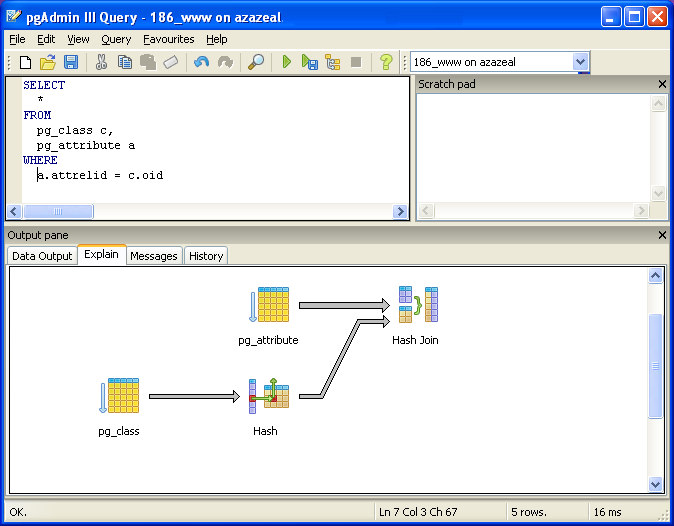 pgAdmin III Query - 186_www on azazeal
File Edit View Query Favourites Help
186_www on azazeal
SELECT
*
FROM
pg_class c,
pg_attribute a
WHERE
a.attrelid = c.oid
Scratch pad
Output pane
Data Output Explain Messages History
pg_attribute
Hash Join
pg_class
Hash
OK.
Ln 7 Col 3 Ch 67
5 rows.
16 ms